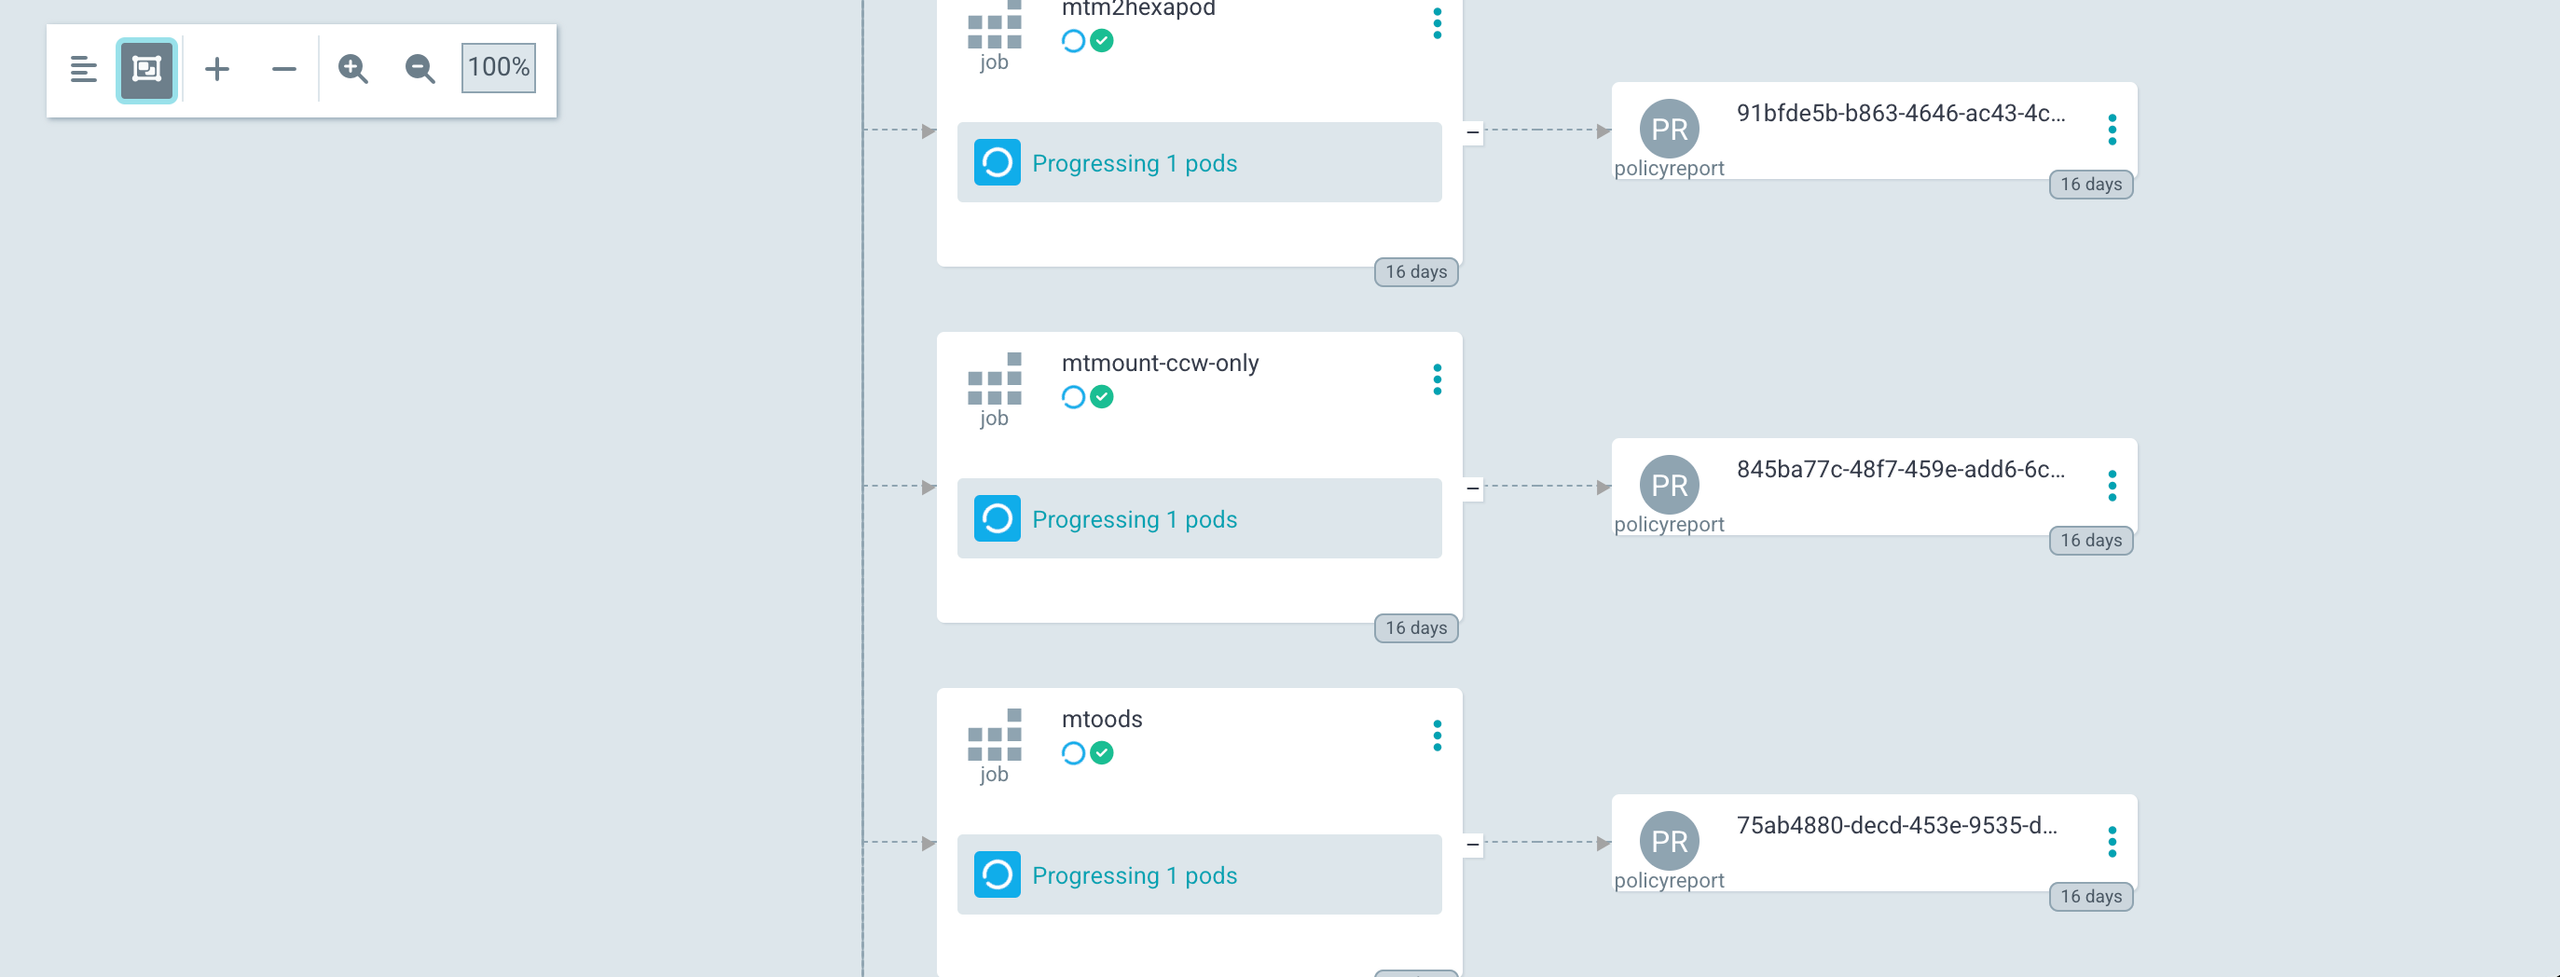 100%
mtm2hexapod
job
Progressing 1 pods
16 days
PR
91bfde5b-b863-4646-ac43-4c...
policyreport
16 days
mtmount-ccw-only
job
Progressing 1 pods
16 days
PR
845ba77c-48f7-459e-add6-6c...
policyreport
16 days
mtoods
job
Progressing 1 pods
PR
75ab4880-decd-453e-9535-d...
policyreport
16 days